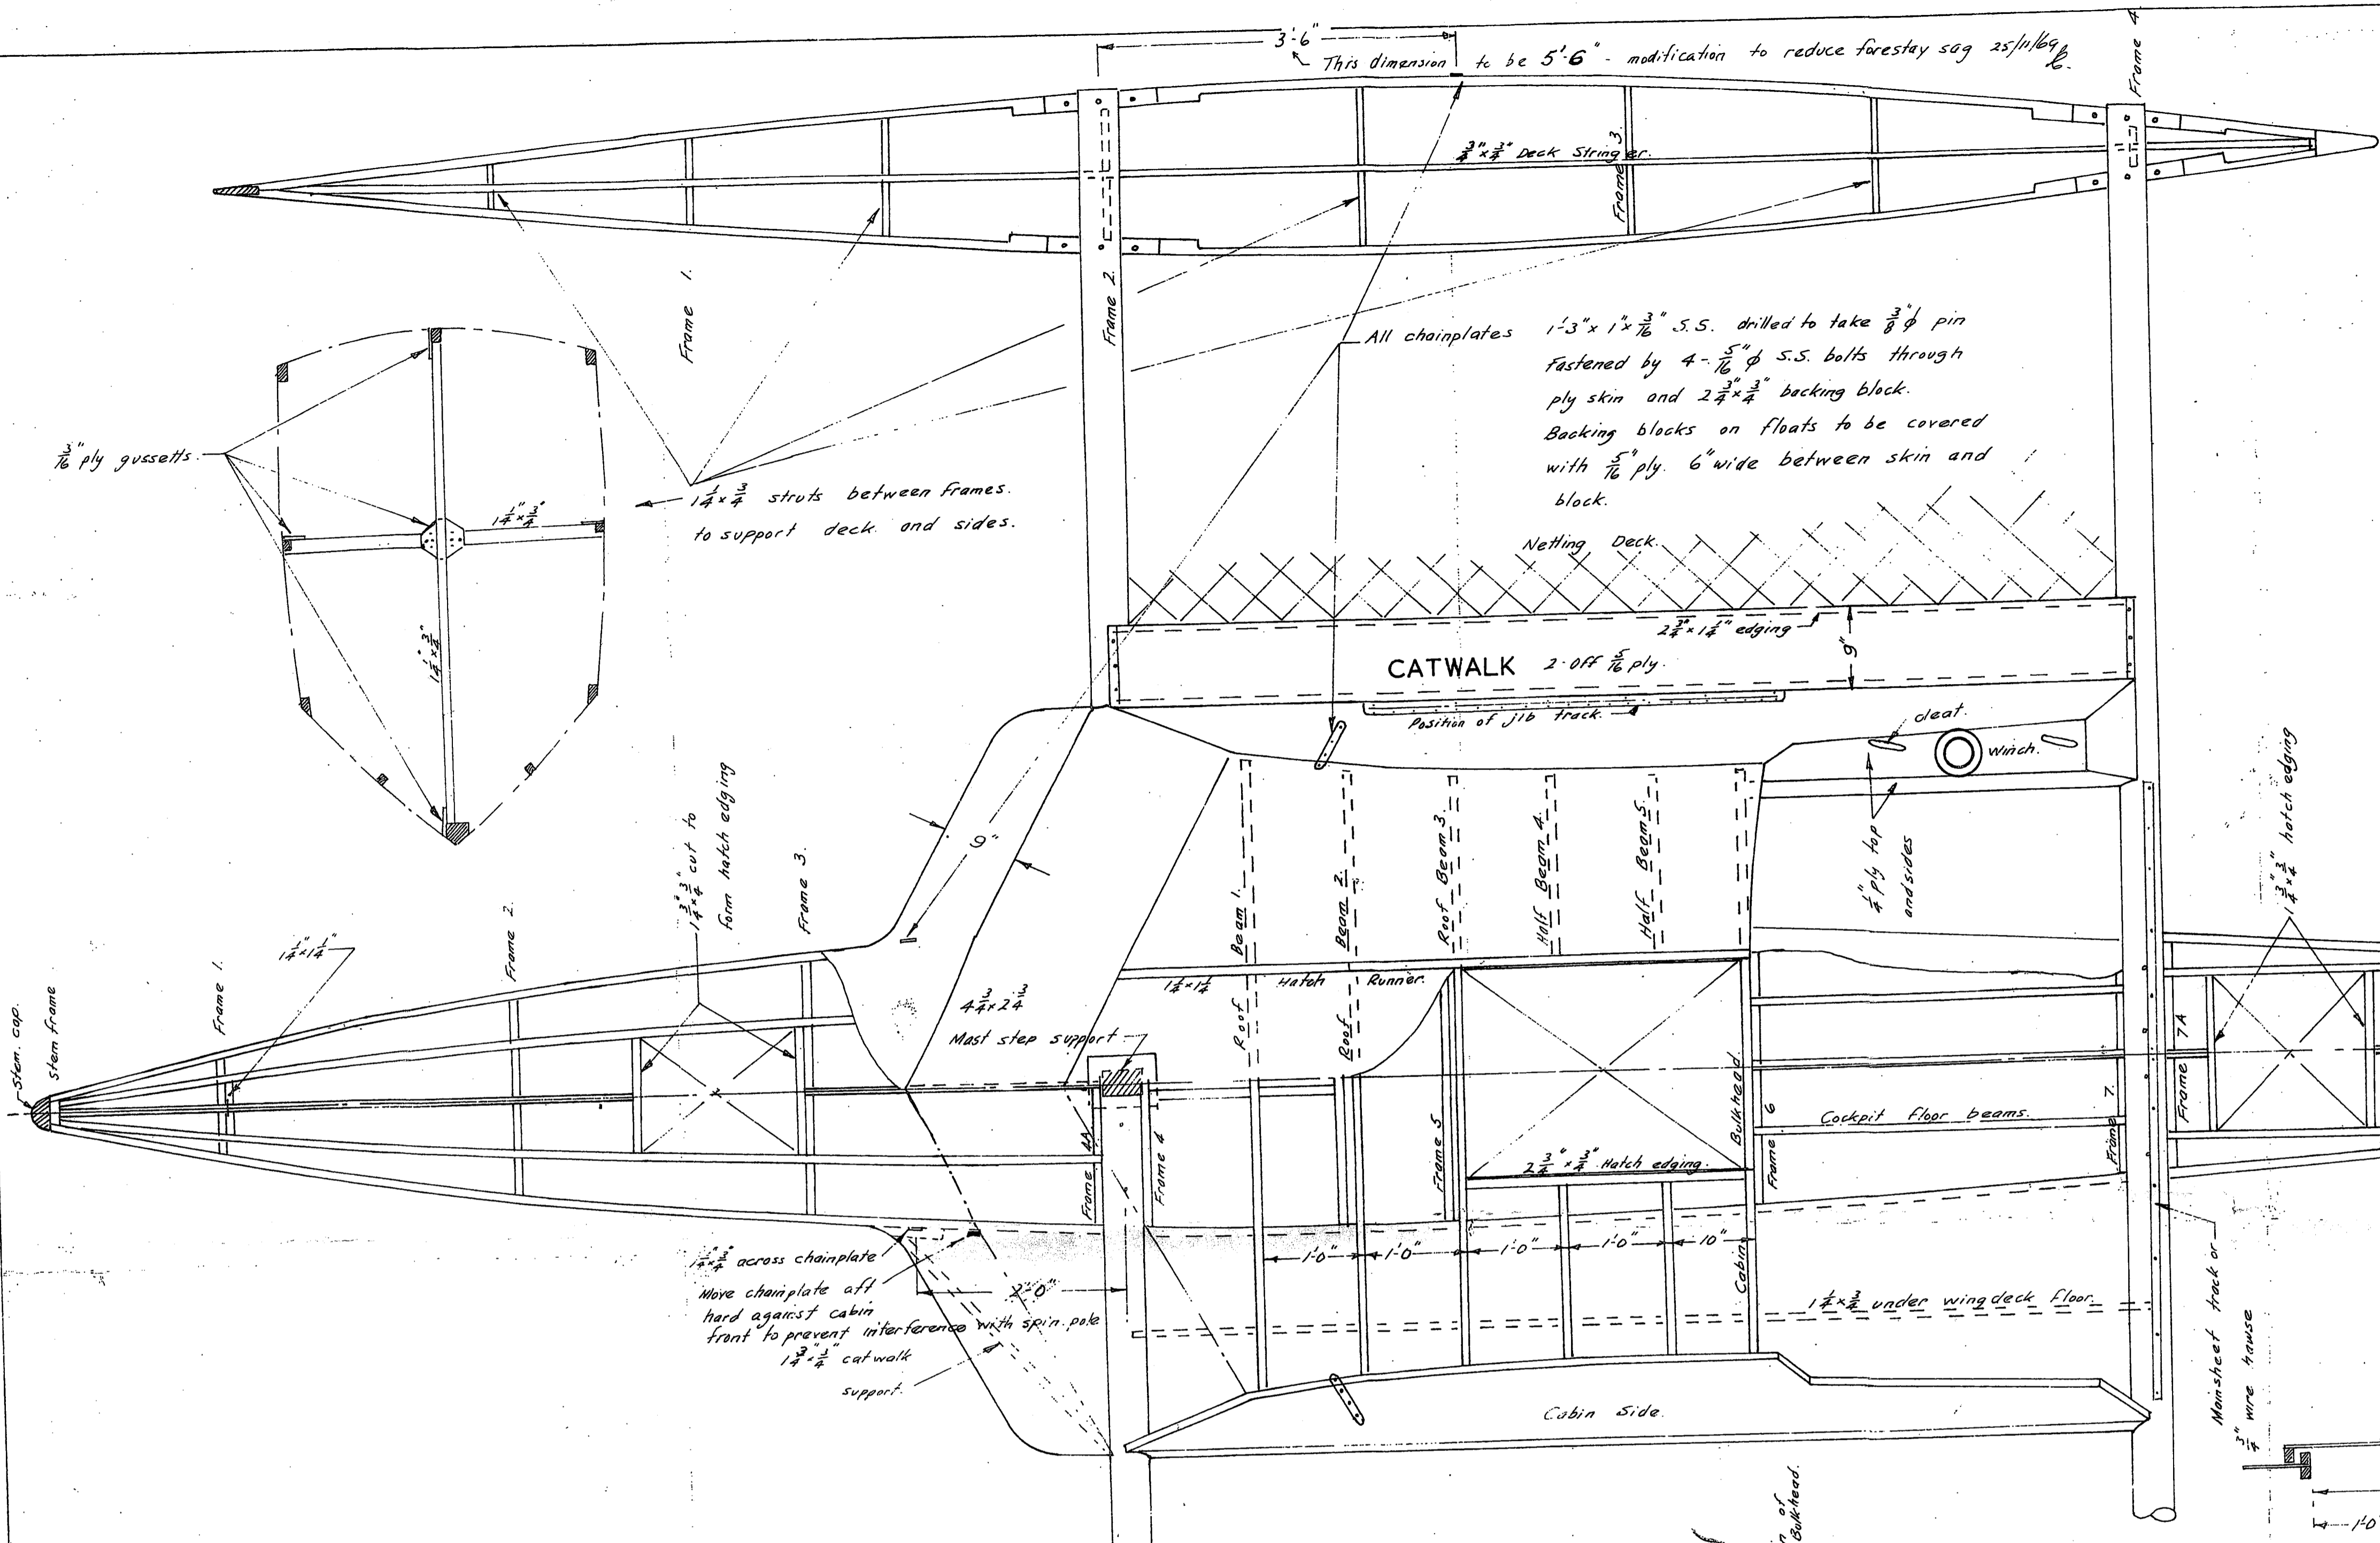 3'-6"
This dimension to be 5'-6" - modification to reduce forestay sag 25/11/69
Frame 4
3/4" x 3/4" Deck Stringer.
Frame 3.
Frame 1.
Frame 2.
All chainplates 1'-3" x 1" x 3/16" S.S. drilled to take 3/8" ϕ pin
Fastened by 4 - 5/16" ϕ S.S. bolts through
ply skin and 2 3/4" x 3/4" backing block.
Backing blocks on floats to be covered
with 5/16" ply. 6" wide between skin and
block.
3/16" ply gussetts.
1 1/4" x 3/4"
1 1/4" x 3/4"
1 1/4 x 3/4 struts between frames.
to support deck and sides.
Netting Deck.
2 3/4" x 1 1/4" edging
9"
CATWALK 2-off 5/16 ply.
Position of jib track.
cleat.
Winch.
1/4" ply top
and sides
1 3/4" x 3/4" hatch edging
9"
1 3/4" x 3/4" cut to
form hatch edging
Roof Beam 1.
Roof Beam 2.
Roof Beam 3.
Half Beam 4.
Half Beam 5.
Stem. cap.
Stem frame
Frame 1.
1 1/4" x 1 1/4"
Frame 2.
Frame 3.
4 3/4 x 2 3/4
Mast step support
1 1/4 x 1 1/4 Hatch Runner.
Frame 4A
Frame 4
Frame 5
2 3/4" x 3/4" Hatch edging.
Cabin Bulkhead
Frame 6
Cockpit floor beams.
Frame 7.
Frame 7A
1 1/4" x 3/4" across chainplate
Move chainplate aft
hard against cabin
front to prevent interference with spin. pole
2'-0"
1 3/4" x 3/4" catwalk
support.
1'-0" 1'-0" 1'-0" 1'-0" 10"
1 1/4 x 3/4 under wingdeck floor.
Cabin Side.
Mainsheet track or
3/4" wire hawse
of
Bulkhead.
1'-0